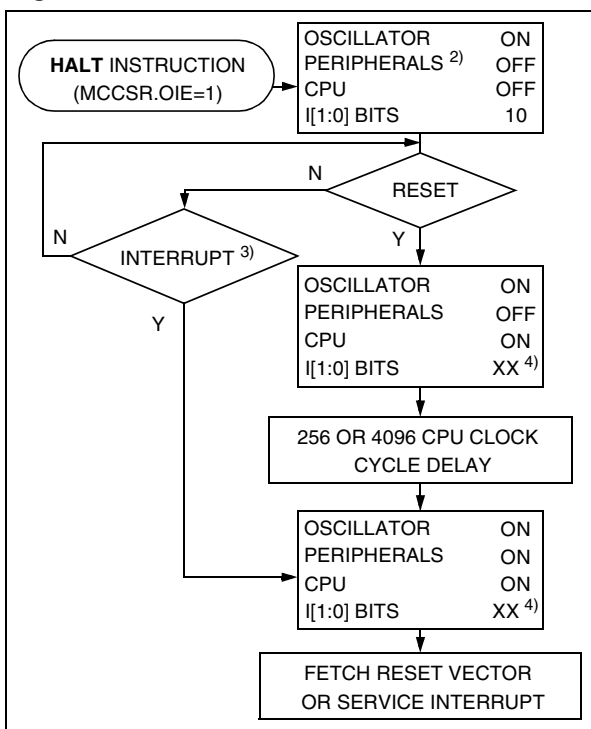 HALT INSTRUCTION
(MCCSR.OIE=1)
OSCILLATOR ON
PERIPHERALS 2) OFF
CPU OFF
I[1:0] BITS 10
RESET
N
Y
INTERRUPT 3)
N
Y
OSCILLATOR ON
PERIPHERALS OFF
CPU ON
I[1:0] BITS XX 4)
256 OR 4096 CPU CLOCK
CYCLE DELAY
OSCILLATOR ON
PERIPHERALS ON
CPU ON
I[1:0] BITS XX 4)
FETCH RESET VECTOR
OR SERVICE INTERRUPT